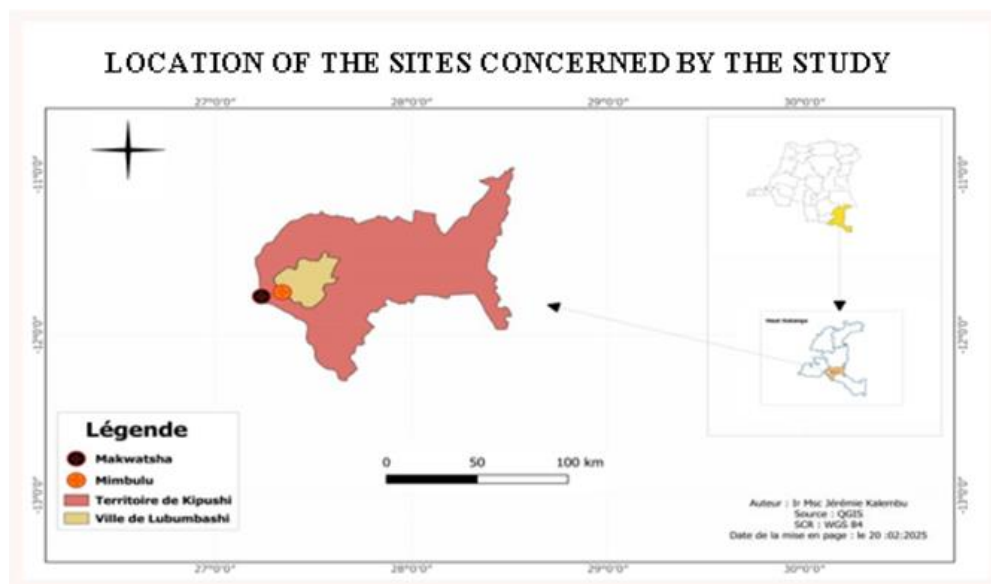 LOCATION OF THE SITES CONCERNED BY THE STUDY
27°0'0" 28°0'0" 29°0'0" 30°0'0"
-11°0'0" -11°0'0"
Haut Katanga
-12°0'0" -12°0'0"
Légende
Makwatsha
Mimbulu
Territoire de Kipushi
Ville de Lubumbashi
0 50 100 km
-13°0'0" -13°0'0"
Auteur : Ir Msc Jérémie Kalembu
Source : QGIS
SCR : WGS 84
Date de la mise en page : le 20 :02:2025
27°0'0" 28°0'0" 29°0'0" 30°0'0"